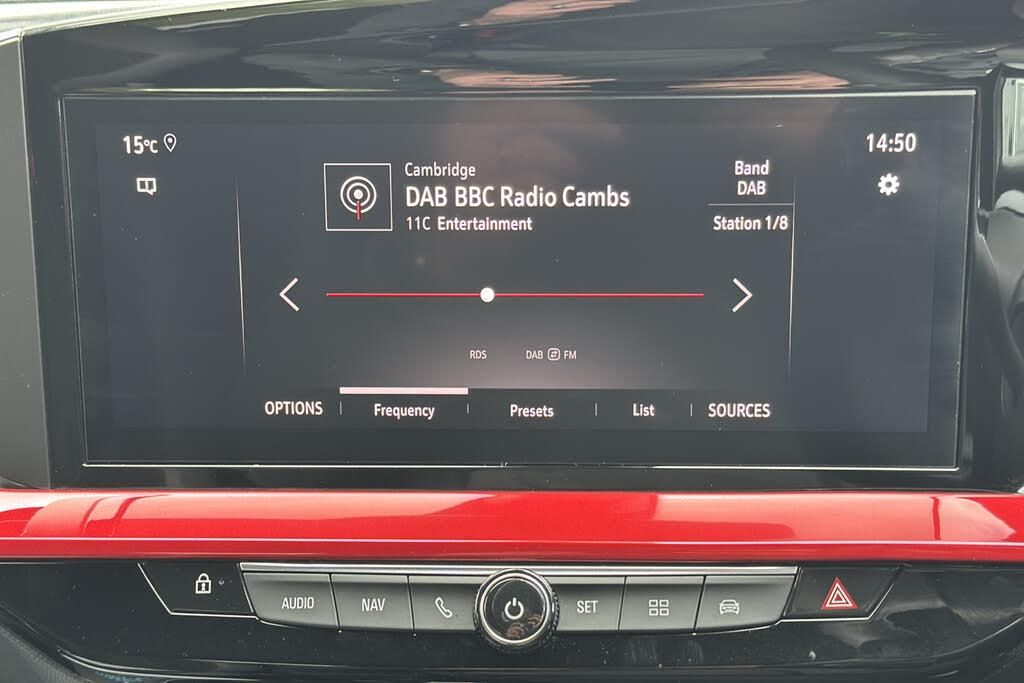 15°C
14:50
Cambridge
DAB BBC Radio Cambs
11C Entertainment
Band
DAB
Station 1/8
RDS
DAB FM
OPTIONS Frequency Presets List SOURCES
AUDIO NAV SET